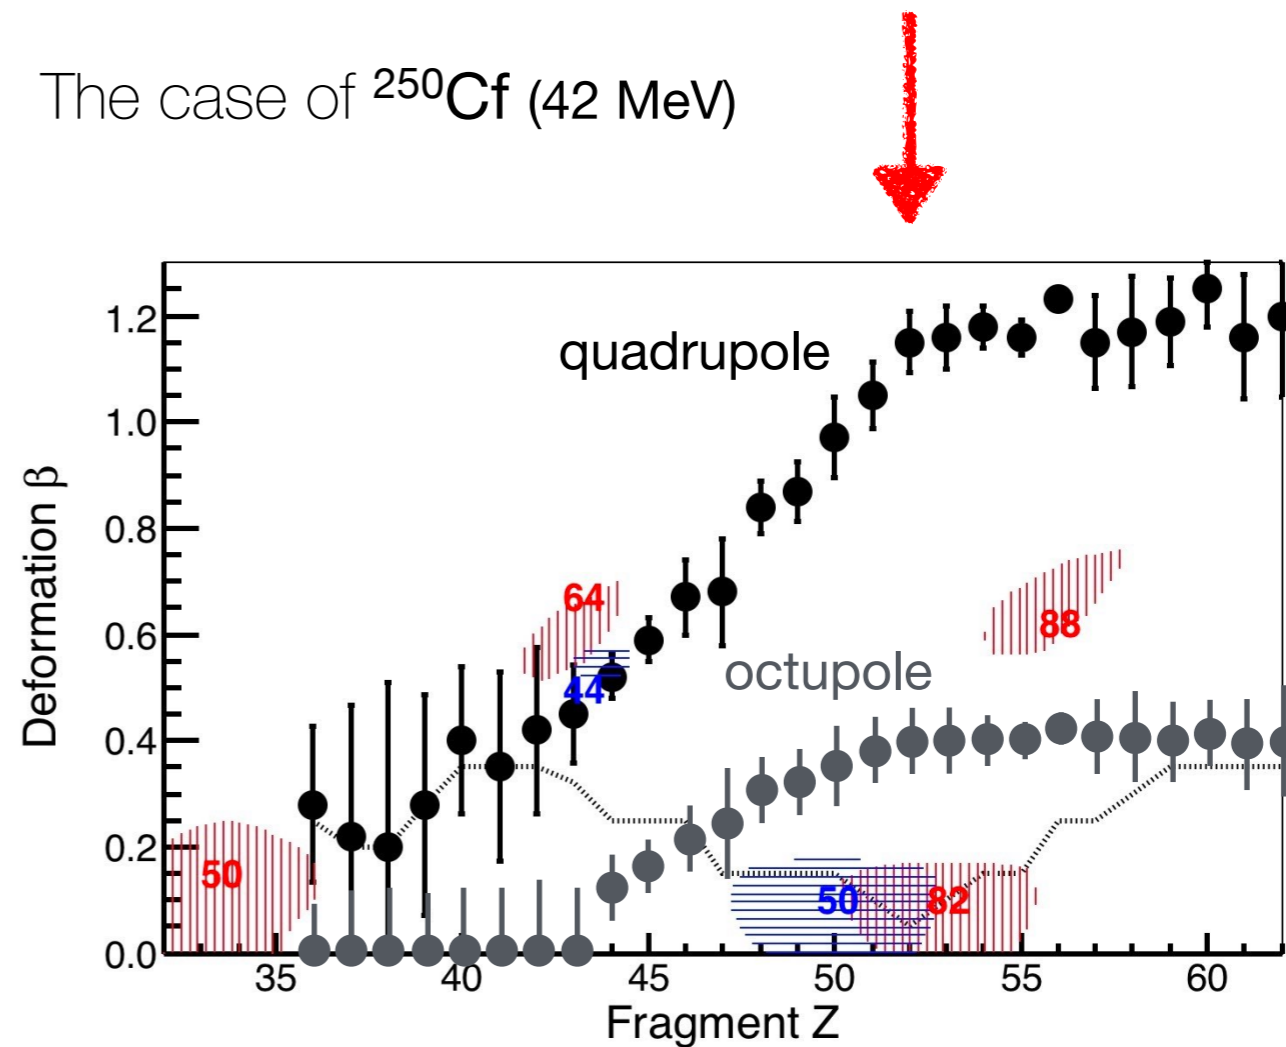 The case of ²⁵⁰Cf (42 MeV)
quadrupole
octupole
64
44
88
50
50
82
Deformation β
1.2
1.0
0.8
0.6
0.4
0.2
0.0
35 40 45 50 55 60
Fragment Z